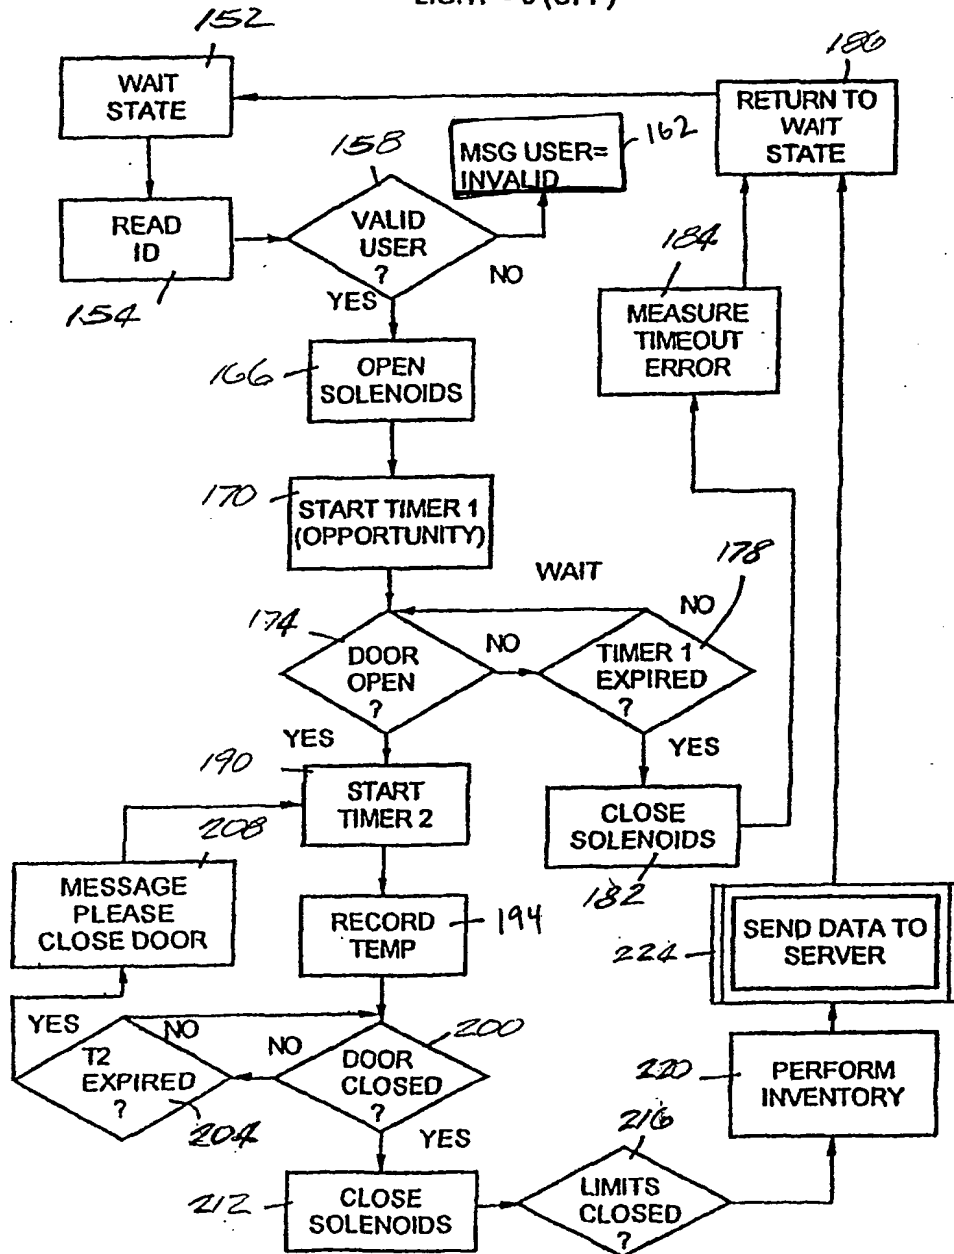 152
186
WAIT
STATE
RETURN TO
WAIT
STATE
158
MSG USER=
INVALID
162
READ
ID
154
VALID
USER
?
NO
YES
184
MEASURE
TIMEOUT
ERROR
166
OPEN
SOLENOIDS
170
START TIMER 1
(OPPORTUNITY)
WAIT
178
174
DOOR
OPEN
?
NO
NO
TIMER 1
EXPIRED
?
YES
YES
190
START
TIMER 2
CLOSE
SOLENOIDS
182
208
MESSAGE
PLEASE
CLOSE DOOR
RECORD
TEMP
194
224
SEND DATA TO
SERVER
YES
NO
T2
EXPIRED
?
204
NO
200
DOOR
CLOSED
?
YES
220
PERFORM
INVENTORY
212
CLOSE
SOLENOIDS
216
LIMITS
CLOSED
?